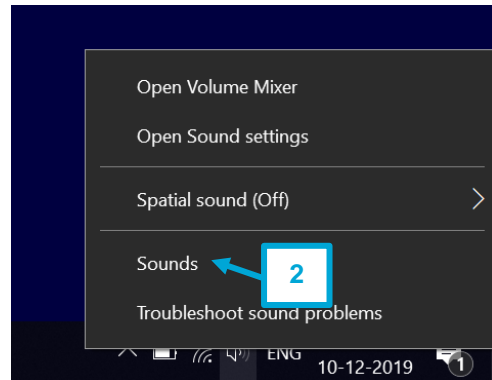 Open Volume Mixer
Open Sound settings
Spatial sound (Off)
Sounds
2
Troubleshoot sound problems
ENG
10-12-2019
1